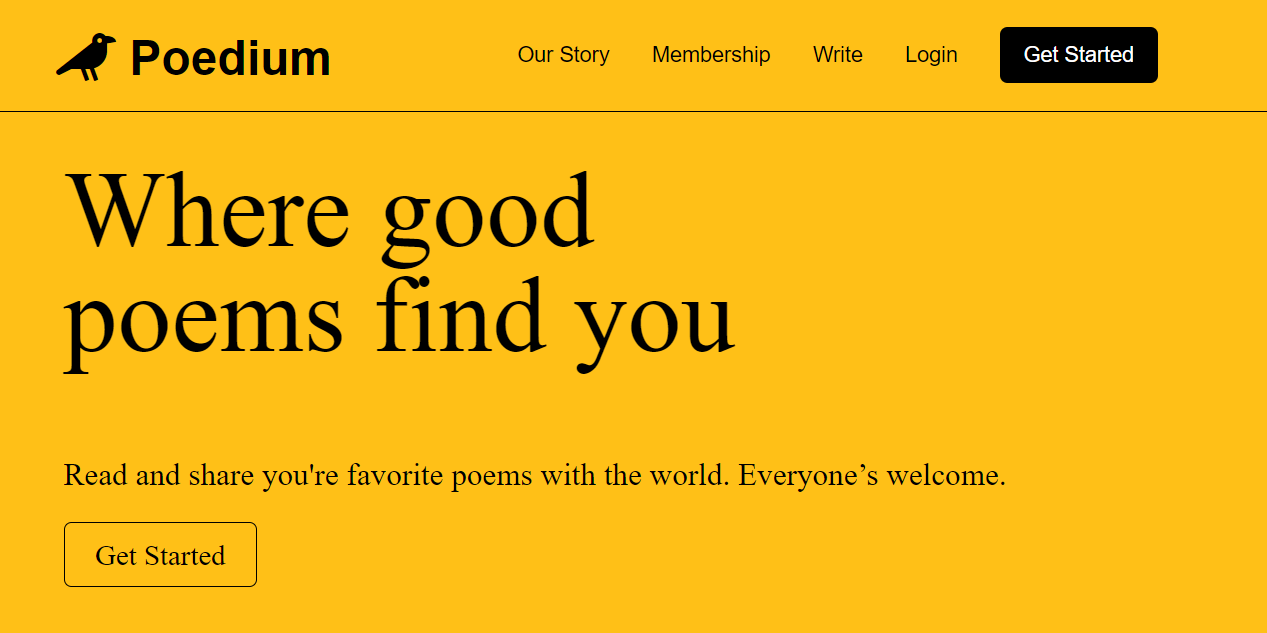 Poedium
Our Story
Membership
Write
Login
Get Started
Where good
poems find you
Read and share you're favorite poems with the world. Everyone’s welcome.
Get Started